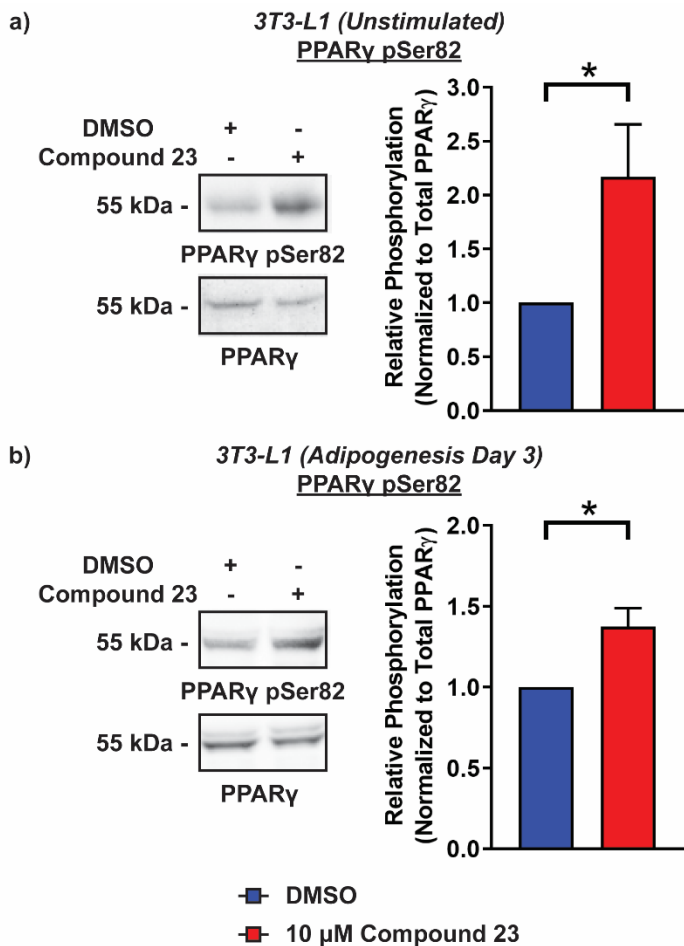 a)
3T3-L1 (Unstimulated)
PPARγ pSer82
DMSO + -
Compound 23 - +
55 kDa -
PPARγ pSer82
55 kDa -
PPARγ
Relative Phosphorylation
(Normalized to Total PPARγ)
3.0
2.5
2.0
1.5
1.0
0.5
0.0
*
b)
3T3-L1 (Adipogenesis Day 3)
PPARγ pSer82
DMSO + -
Compound 23 - +
55 kDa -
PPARγ pSer82
55 kDa -
PPARγ
Relative Phosphorylation
(Normalized to Total PPARγ)
2.0
1.5
1.0
0.5
0.0
*
DMSO
10 µM Compound 23